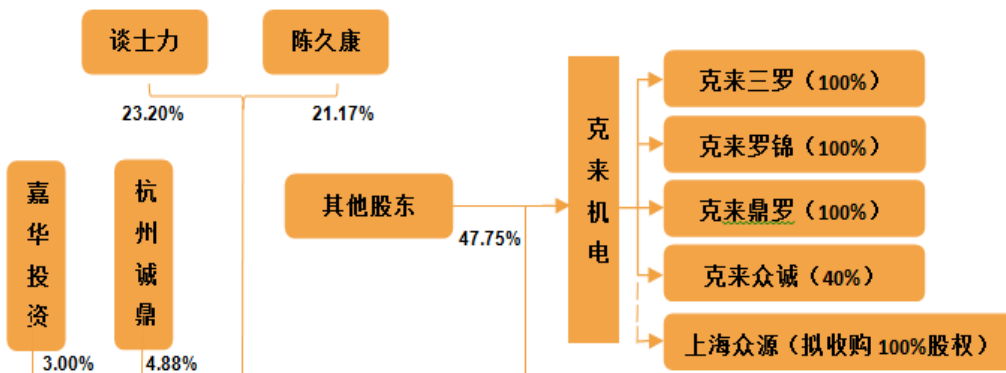 谈士力
陈久康
23.20%
21.17%
嘉华投资
3.00%
杭州诚鼎
4.88%
其他股东
47.75%
克来机电
克来三罗（100%）
克来罗锦（100%）
克来鼎罗（100%）
克来众诚（40%）
上海众源（拟收购 100%股权）